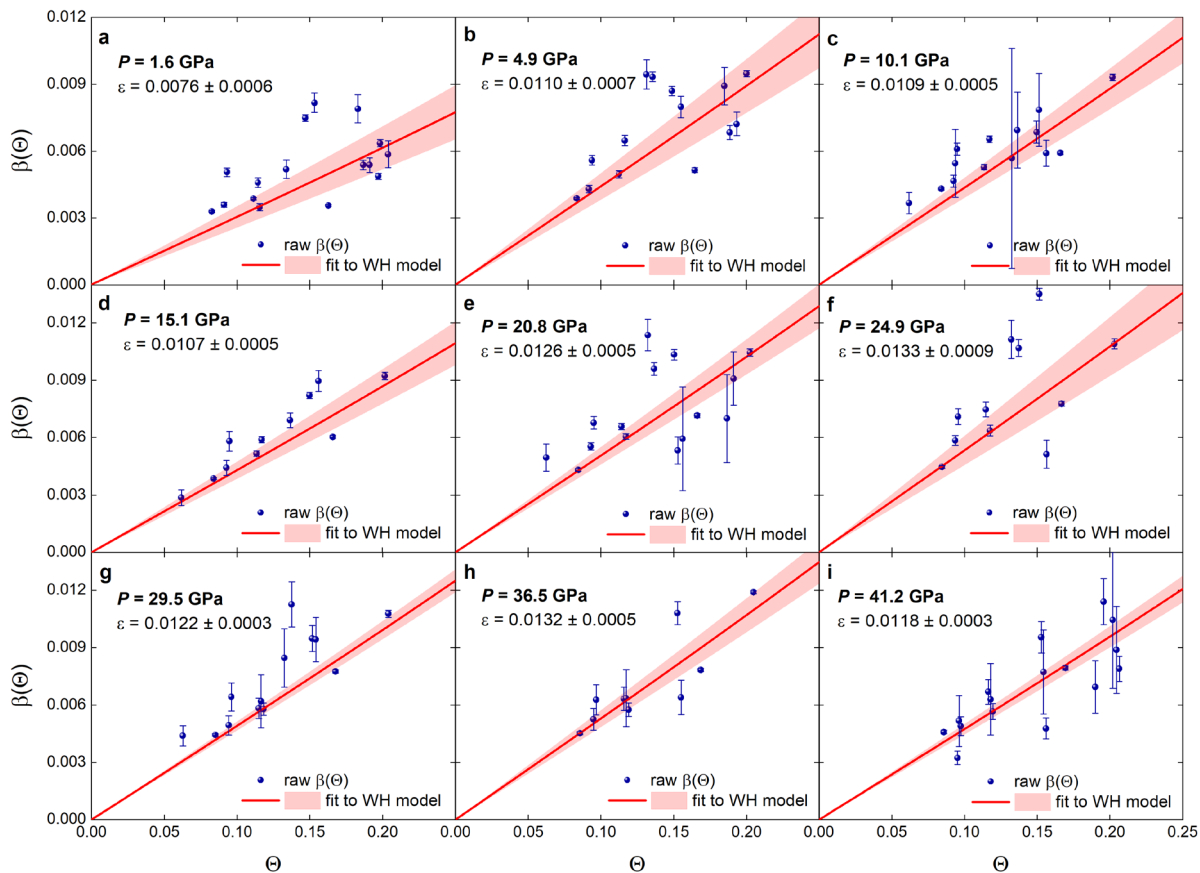 0.012
0.009
0.006
0.003
0.000
β(Θ)
a
P = 1.6 GPa
ε = 0.0076 ± 0.0006
raw β(Θ)
fit to WH model
b
P = 4.9 GPa
ε = 0.0110 ± 0.0007
raw β(Θ)
fit to WH model
c
P = 10.1 GPa
ε = 0.0109 ± 0.0005
raw β(Θ)
fit to WH model
0.012
0.009
0.006
0.003
0.000
β(Θ)
d
P = 15.1 GPa
ε = 0.0107 ± 0.0005
raw β(Θ)
fit to WH model
e
P = 20.8 GPa
ε = 0.0126 ± 0.0005
raw β(Θ)
fit to WH model
f
P = 24.9 GPa
ε = 0.0133 ± 0.0009
raw β(Θ)
fit to WH model
0.012
0.009
0.006
0.003
0.000
β(Θ)
g
P = 29.5 GPa
ε = 0.0122 ± 0.0003
raw β(Θ)
fit to WH model
h
P = 36.5 GPa
ε = 0.0132 ± 0.0005
raw β(Θ)
fit to WH model
i
P = 41.2 GPa
ε = 0.0118 ± 0.0003
raw β(Θ)
fit to WH model
0.00 0.05 0.10 0.15 0.20 0.00 0.05 0.10 0.15 0.20 0.00 0.05 0.10 0.15 0.20 0.25
Θ Θ Θ